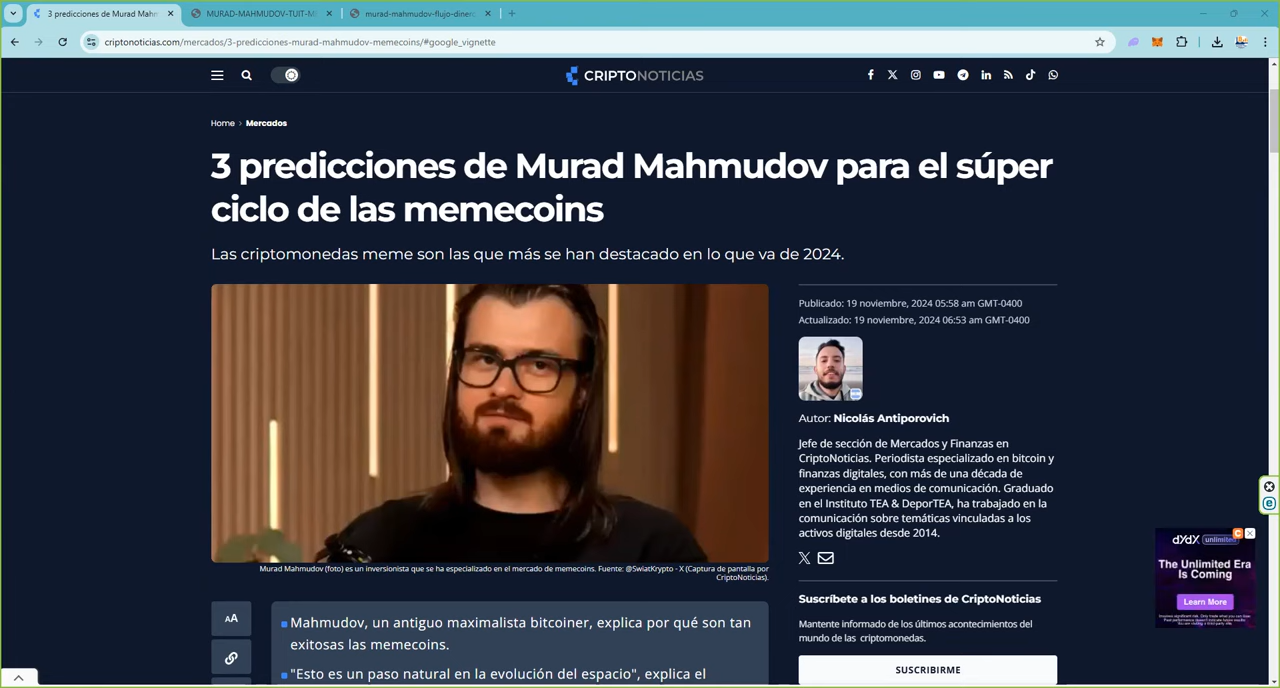 3 predicciones de Murad Mahm
MURAD-MAHMUDOV-TUIT-M
murad-mahmudov-flujo-diner
criptonoticias.com/mercados/3-predicciones-murad-mahmudov-memecoins/#google_vignette
CRIPTONOTICIAS
Home > Mercados
3 predicciones de Murad Mahmudov para el súper
ciclo de las memecoins
Las criptomonedas meme son las que más se han destacado en lo que va de 2024.
Murad Mahmudov (foto) es un inversionista que se ha especializado en el mercado de memecoins. Fuente: @SwiatKrypto - X (Captura de pantalla por
CriptoNoticias).
AA
Mahmudov, un antiguo maximalista bitcoiner, explica por qué son tan
exitosas las memecoins.
"Esto es un paso natural en la evolución del espacio", explica el
Publicado: 19 noviembre, 2024 05:58 am GMT-0400
Actualizado: 19 noviembre, 2024 06:53 am GMT-0400
Autor: Nicolás Antiporovich
Jefe de sección de Mercados y Finanzas en
CriptoNoticias. Periodista especializado en bitcoin y
finanzas digitales, con más de una década de
experiencia en medios de comunicación. Graduado
en el Instituto TEA & DeporTEA, ha trabajado en la
comunicación sobre temáticas vinculadas a los
activos digitales desde 2014.
Suscríbete a los boletines de CriptoNoticias
Mantente informado de los últimos acontecimientos del
mundo de las criptomonedas.
SUSCRIBIRME
dYdX unlimited
The Unlimited Era
Is Coming
Learn More